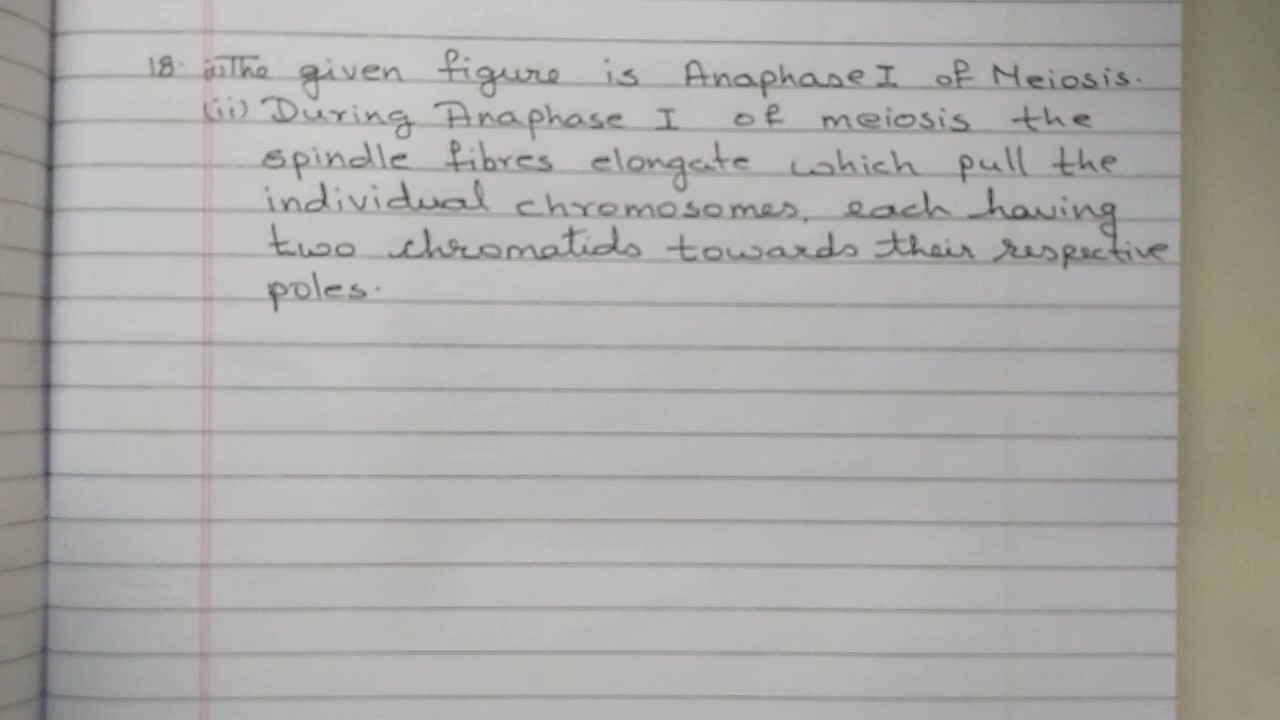 18. (i) The given figure is Anaphase I of Meiosis.
(ii) During Anaphase I of meiosis the
spindle fibres elongate which pull the
individual chromosomes, each having
two chromatids towards their respective
poles.